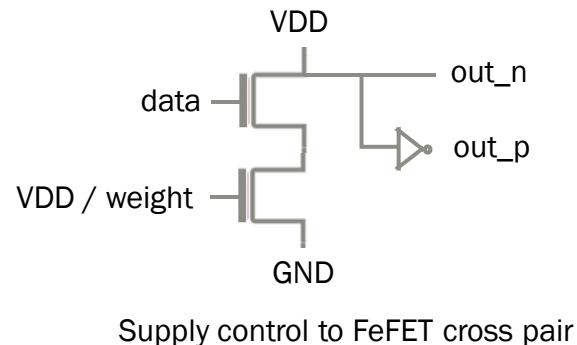 VDD
out_n
data
out_p
VDD / weight
GND
Supply control to FeFET cross pair